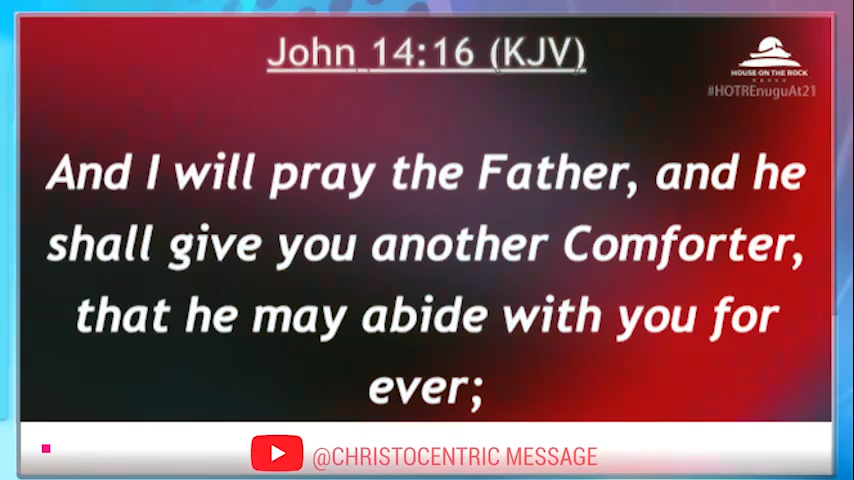 John 14:16 (KJV)
HOUSE ON THE ROCK
#HOTREnuguAt21
And I will pray the Father, and he
shall give you another Comforter,
that he may abide with you for
ever;
@CHRISTOCENTRIC MESSAGE